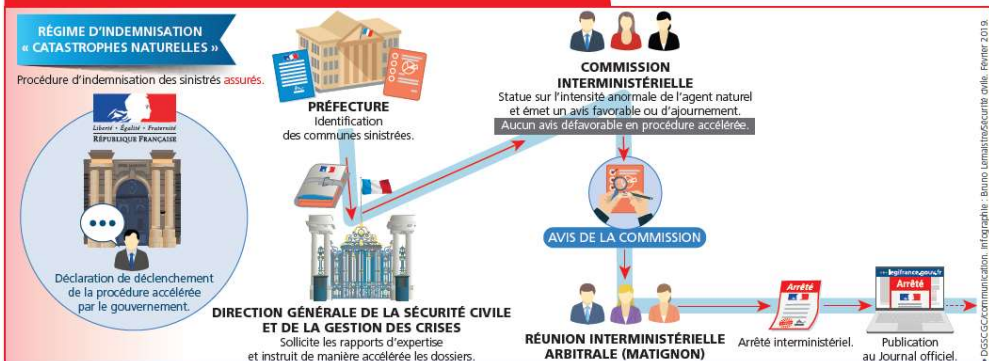 RÉGIME D'INDEMNISATION
« CATASTROPHES NATURELLES »
Procédure d'indemnisation des sinistrés assurés.
Liberté • Égalité • Fraternité
RÉPUBLIQUE FRANÇAISE
Déclaration de déclenchement
de la procédure accélérée
par le gouvernement.
PRÉFECTURE
Identification
des communes sinistrées.
DIRECTION GÉNÉRALE DE LA SÉCURITÉ CIVILE
ET DE LA GESTION DES CRISES
Sollicite les rapports d'expertise
et instruit de manière accélérée les dossiers.
COMMISSION
INTERMINISTÉRIELLE
Statue sur l'intensité anormale de l'agent naturel
et émet un avis favorable ou d'ajournement.
Aucun avis défavorable en procédure accélérée.
AVIS DE LA COMMISSION
RÉUNION INTERMINISTÉRIELLE
ARBITRALE (MATIGNON)
Arrêté
Arrêté interministériel.
legifrance.gouv.fr
Arrêté
Publication
au Journal officiel.
DGSCGC/communication. Infographie : Bruno Lemaistre/Sécurité civile. Février 2019.